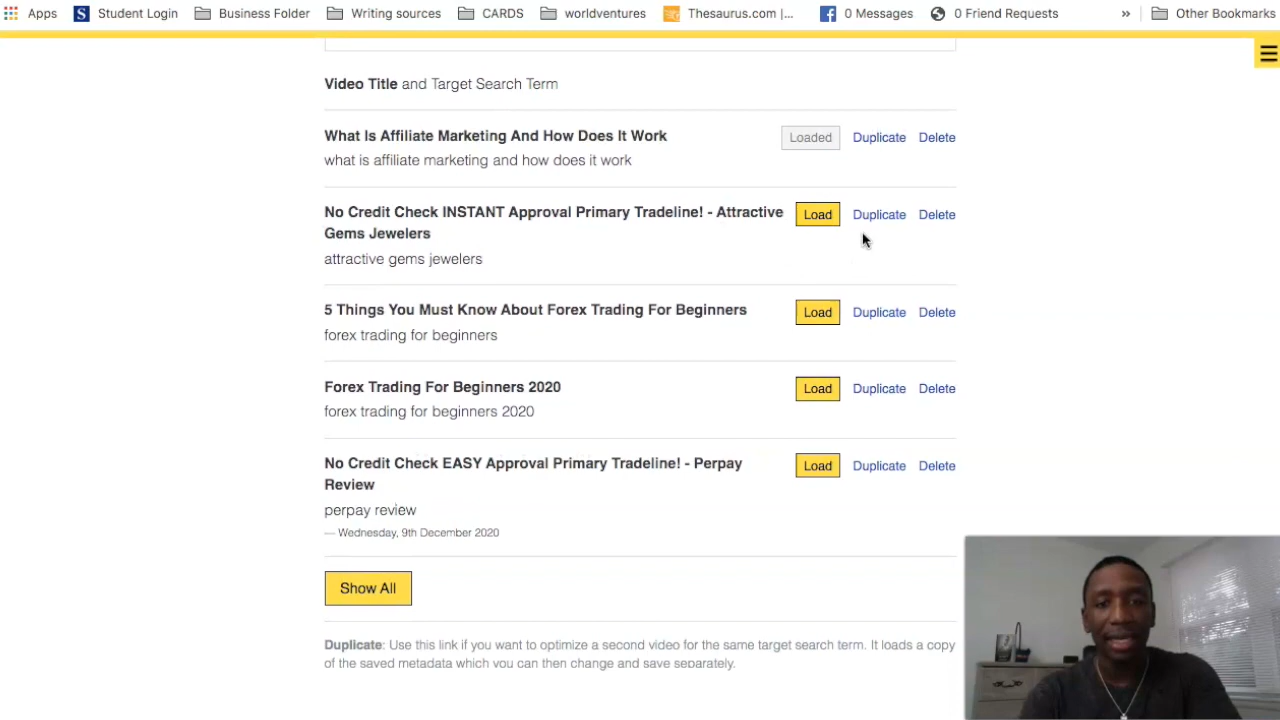 Apps Student Login Business Folder Writing sources CARDS worldventures Thesaurus.com |... 0 Messages 0 Friend Requests » Other Bookmarks
Video Title and Target Search Term
What Is Affiliate Marketing And How Does It Work Loaded Duplicate Delete
what is affiliate marketing and how does it work
No Credit Check INSTANT Approval Primary Tradeline! - Attractive Load Duplicate Delete
Gems Jewelers
attractive gems jewelers
5 Things You Must Know About Forex Trading For Beginners Load Duplicate Delete
forex trading for beginners
Forex Trading For Beginners 2020 Load Duplicate Delete
forex trading for beginners 2020
No Credit Check EASY Approval Primary Tradeline! - Perpay Load Duplicate Delete
Review
perpay review
— Wednesday, 9th December 2020
Show All
Duplicate: Use this link if you want to optimize a second video for the same target search term. It loads a copy
of the saved metadata which you can then change and save separately.